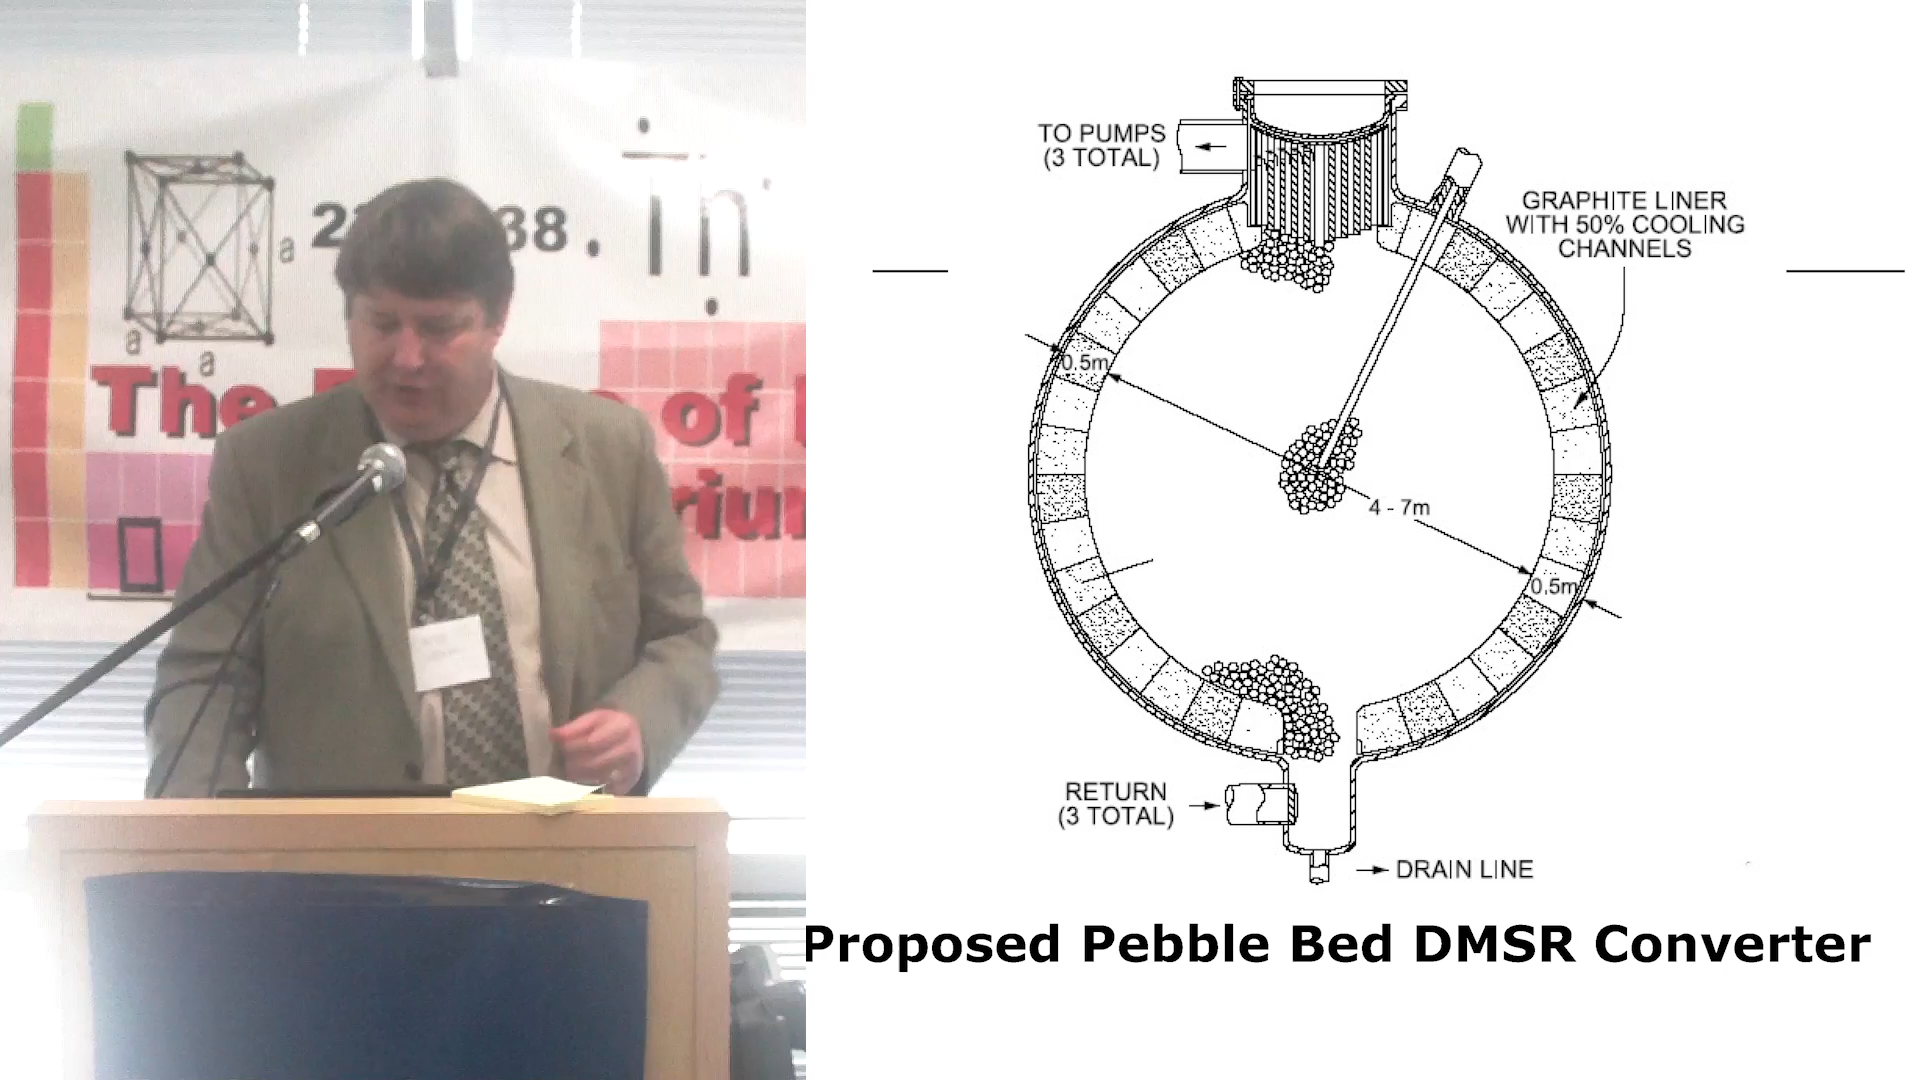 The
of
a
a
a
TO PUMPS
(3 TOTAL)
GRAPHITE LINER
WITH 50% COOLING
CHANNELS
0.5m
4 - 7m
0.5m
RETURN
(3 TOTAL)
DRAIN LINE
Proposed Pebble Bed DMSR Converter